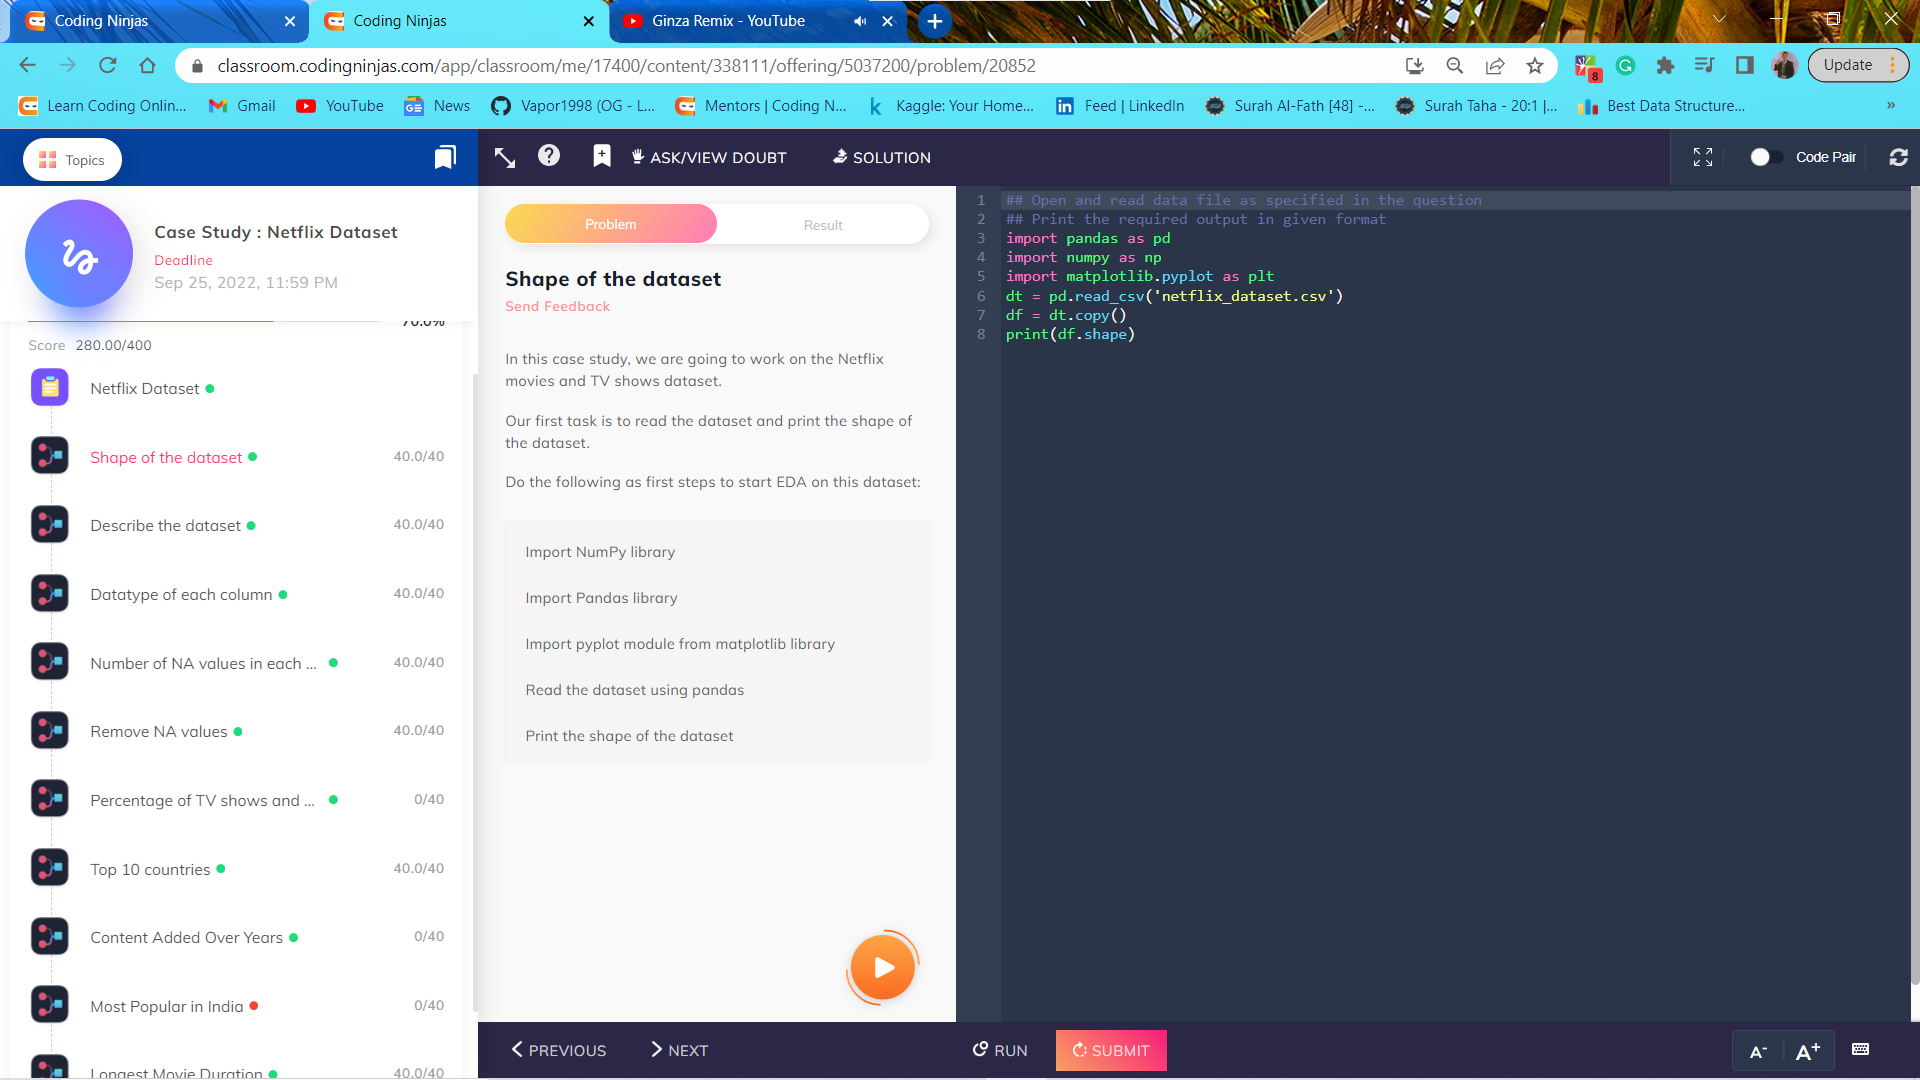 Coding Ninjas
Coding Ninjas
Ginza Remix - YouTube
classroom.codingninjas.com/app/classroom/me/17400/content/338111/offering/5037200/problem/20852
8
Update
Learn Coding Onlin...
Gmail
YouTube
News
Vapor1998 (OG - L...
Mentors | Coding N...
Kaggle: Your Home...
Feed | LinkedIn
Surah Al-Fath [48] -...
Surah Taha - 20:1 |...
Best Data Structure...
»
Topics
ASK/VIEW DOUBT
SOLUTION
Code Pair
Case Study : Netflix Dataset
Deadline
Sep 25, 2022, 11:59 PM
70.0%
Score 280.00/400
Netflix Dataset
Shape of the dataset 40.0/40
Describe the dataset 40.0/40
Datatype of each column 40.0/40
Number of NA values in each ... 40.0/40
Remove NA values 40.0/40
Percentage of TV shows and ... 0/40
Top 10 countries 40.0/40
Content Added Over Years 0/40
Most Popular in India 0/40
Longest Movie Duration 40.0/40
Problem
Result
Shape of the dataset
Send Feedback
In this case study, we are going to work on the Netflix
movies and TV shows dataset.
Our first task is to read the dataset and print the shape of
the dataset.
Do the following as first steps to start EDA on this dataset:
Import NumPy library
Import Pandas library
Import pyplot module from matplotlib library
Read the dataset using pandas
Print the shape of the dataset
1 ## Open and read data file as specified in the question
2 ## Print the required output in given format
3 import pandas as pd
4 import numpy as np
5 import matplotlib.pyplot as plt
6 dt = pd.read_csv('netflix_dataset.csv')
7 df = dt.copy()
8 print(df.shape)
PREVIOUS
NEXT
RUN
SUBMIT
A-
A+